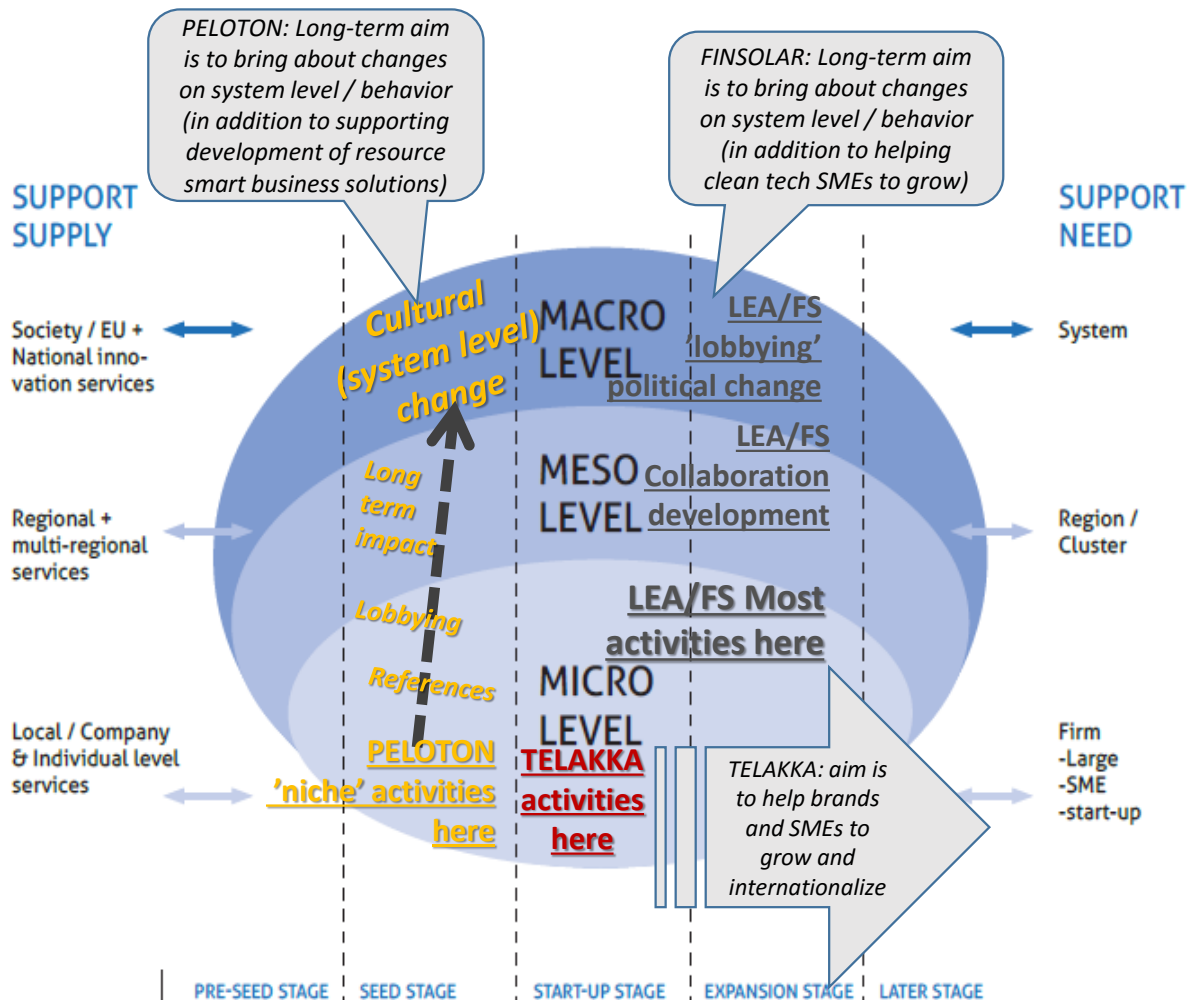 PELOTON: Long-term aim
is to bring about changes
on system level / behavior
(in addition to supporting
development of resource
smart business solutions)
FINSOLAR: Long-term aim
is to bring about changes
on system level / behavior
(in addition to helping
clean tech SMEs to grow)
SUPPORT
SUPPLY
SUPPORT
NEED
Society / EU +
National inno-
vation services
Cultural
(system level)
change
MACRO
LEVEL
LEA/FS
'lobbying'
political change
System
Regional +
multi-regional
services
Long
term
impact
MESO
LEVEL
LEA/FS
Collaboration
development
Region /
Cluster
Lobbying
References
LEA/FS Most
activities here
MICRO
LEVEL
Local / Company
& Individual level
services
PELOTON
'niche' activities
here
TELAKKA
activities
here
TELAKKA: aim is
to help brands
and SMEs to
grow and
internationalize
Firm
-Large
-SME
-start-up
PRE-SEED STAGE
SEED STAGE
START-UP STAGE
EXPANSION STAGE
LATER STAGE